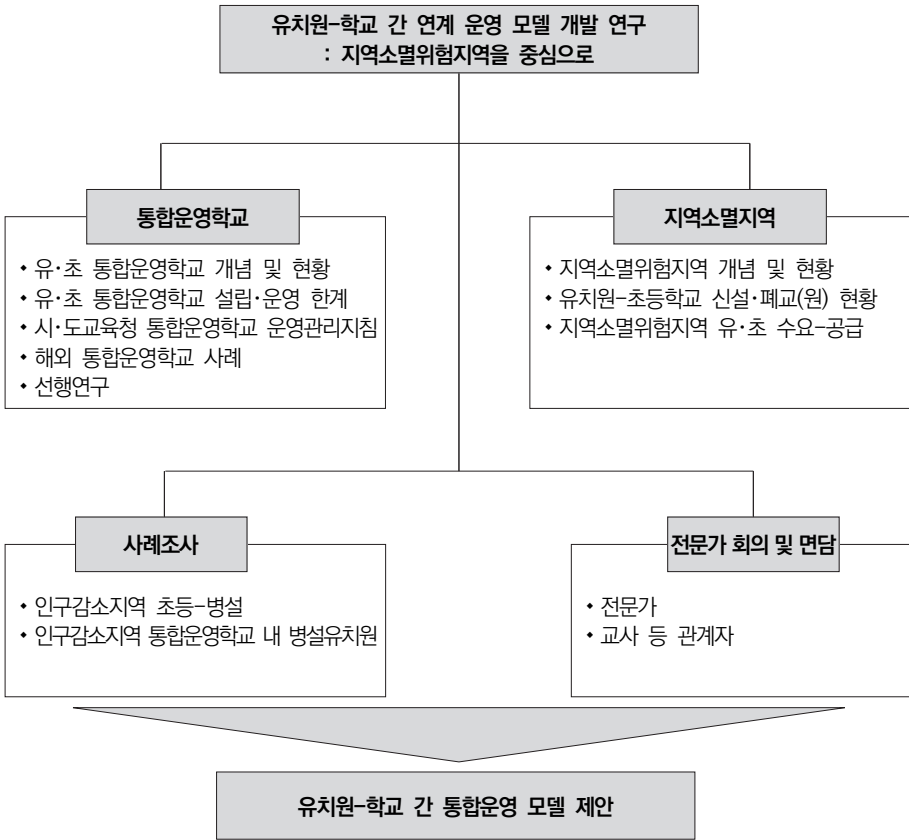 유치원-학교 간 연계 운영 모델 개발 연구
: 지역소멸위험지역을 중심으로
통합운영학교
• 유·초 통합운영학교 개념 및 현황
• 유·초 통합운영학교 설립·운영 한계
• 시·도교육청 통합운영학교 운영관리지침
• 해외 통합운영학교 사례
• 선행연구
지역소멸지역
• 지역소멸위험지역 개념 및 현황
• 유치원-초등학교 신설·폐교(원) 현황
• 지역소멸위험지역 유·초 수요-공급
사례조사
• 인구감소지역 초등-병설
• 인구감소지역 통합운영학교 내 병설유치원
전문가 회의 및 면담
• 전문가
• 교사 등 관계자
유치원-학교 간 통합운영 모델 제안